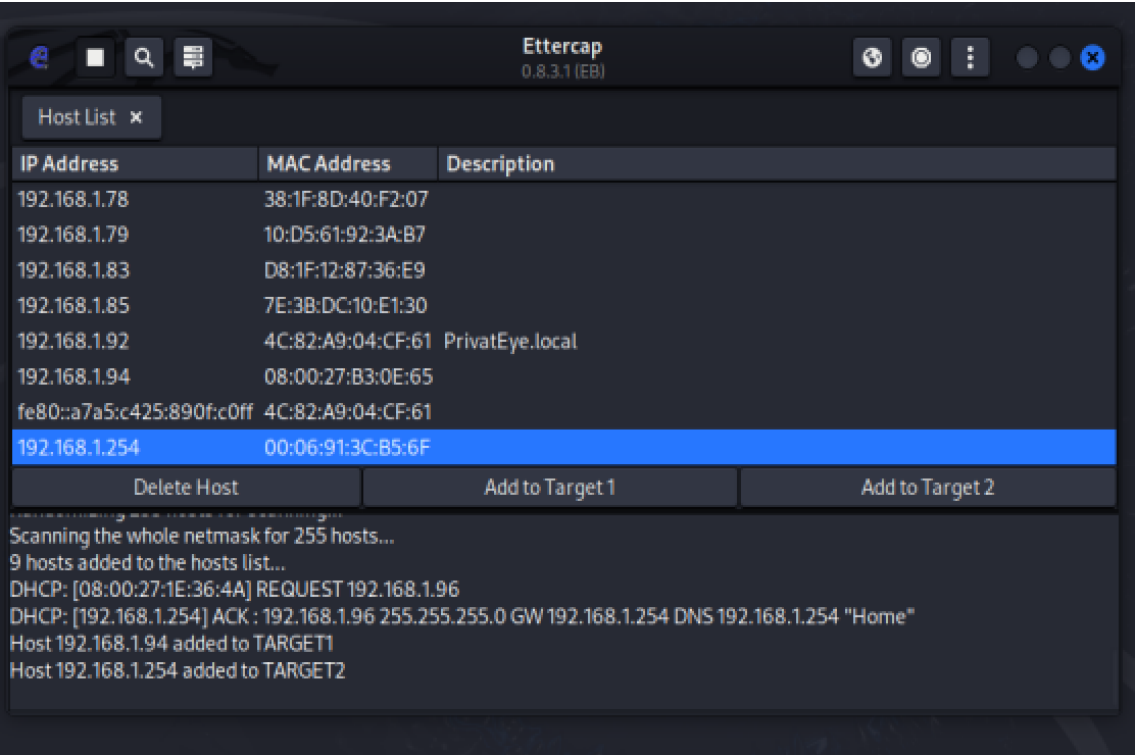 Ettercap
0.8.3.1 (EB)
Host List ×
IP Address MAC Address Description
192.168.1.78 38:1F:8D:40:F2:07
192.168.1.79 10:D5:61:92:3A:B7
192.168.1.83 D8:1F:12:87:36:E9
192.168.1.85 7E:3B:DC:10:E1:30
192.168.1.92 4C:82:A9:04:CF:61 PrivatEye.local
192.168.1.94 08:00:27:B3:0E:65
fe80::a7a5:c425:890f:c0ff 4C:82:A9:04:CF:61
192.168.1.254 00:06:91:3C:B5:6F
Delete Host Add to Target 1 Add to Target 2
Scanning the whole netmask for 255 hosts...
9 hosts added to the hosts list...
DHCP: [08:00:27:1E:36:4A] REQUEST 192.168.1.96
DHCP: [192.168.1.254] ACK : 192.168.1.96 255.255.255.0 GW 192.168.1.254 DNS 192.168.1.254 "Home"
Host 192.168.1.94 added to TARGET1
Host 192.168.1.254 added to TARGET2